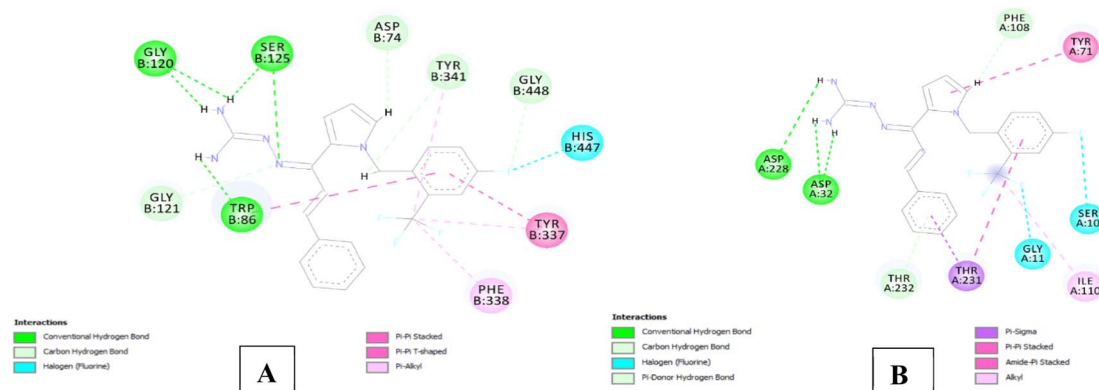 GLY
B:120
SER
B:125
ASP
B:74
TYR
B:341
GLY
B:448
HIS
B:447
H
H
H
H
H
N
N
N
N
N
GLY
B:121
TRP
B:86
TYR
B:337
PHE
B:338
Interactions
Conventional Hydrogen Bond
Carbon Hydrogen Bond
Halogen (Fluorine)
Pi-Pi Stacked
Pi-Pi T-shaped
Pi-Alkyl
A
PHE
A:108
TYR
A:71
H
H
H
H
N
N
N
N
N
ASP
A:228
ASP
A:32
SER
A:10
GLY
A:11
THR
A:232
THR
A:231
ILE
A:110
Interactions
Conventional Hydrogen Bond
Carbon Hydrogen Bond
Halogen (Fluorine)
Pi-Donor Hydrogen Bond
Pi-Sigma
Pi-Pi Stacked
Amide-Pi Stacked
Alkyl
B